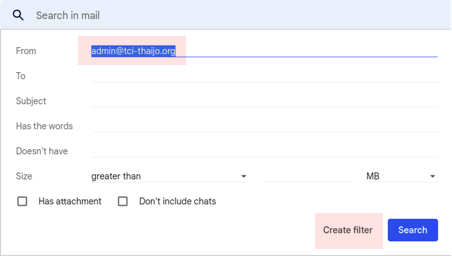 Search in mail
From admin@tci-thaijo.org
To
Subject
Has the words
Doesn't have
Size greater than MB
Has attachment Don't include chats
Create filter Search